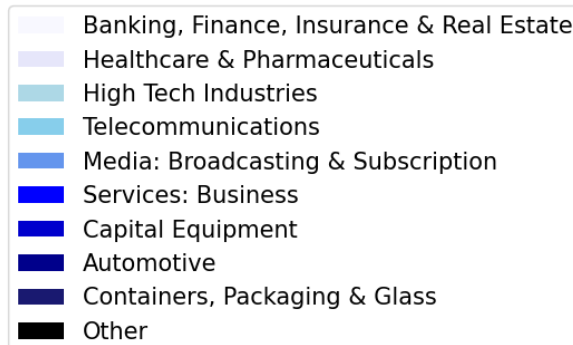 Banking, Finance, Insurance & Real Estate
Healthcare & Pharmaceuticals
High Tech Industries
Telecommunications
Media: Broadcasting & Subscription
Services: Business
Capital Equipment
Automotive
Containers, Packaging & Glass
Other